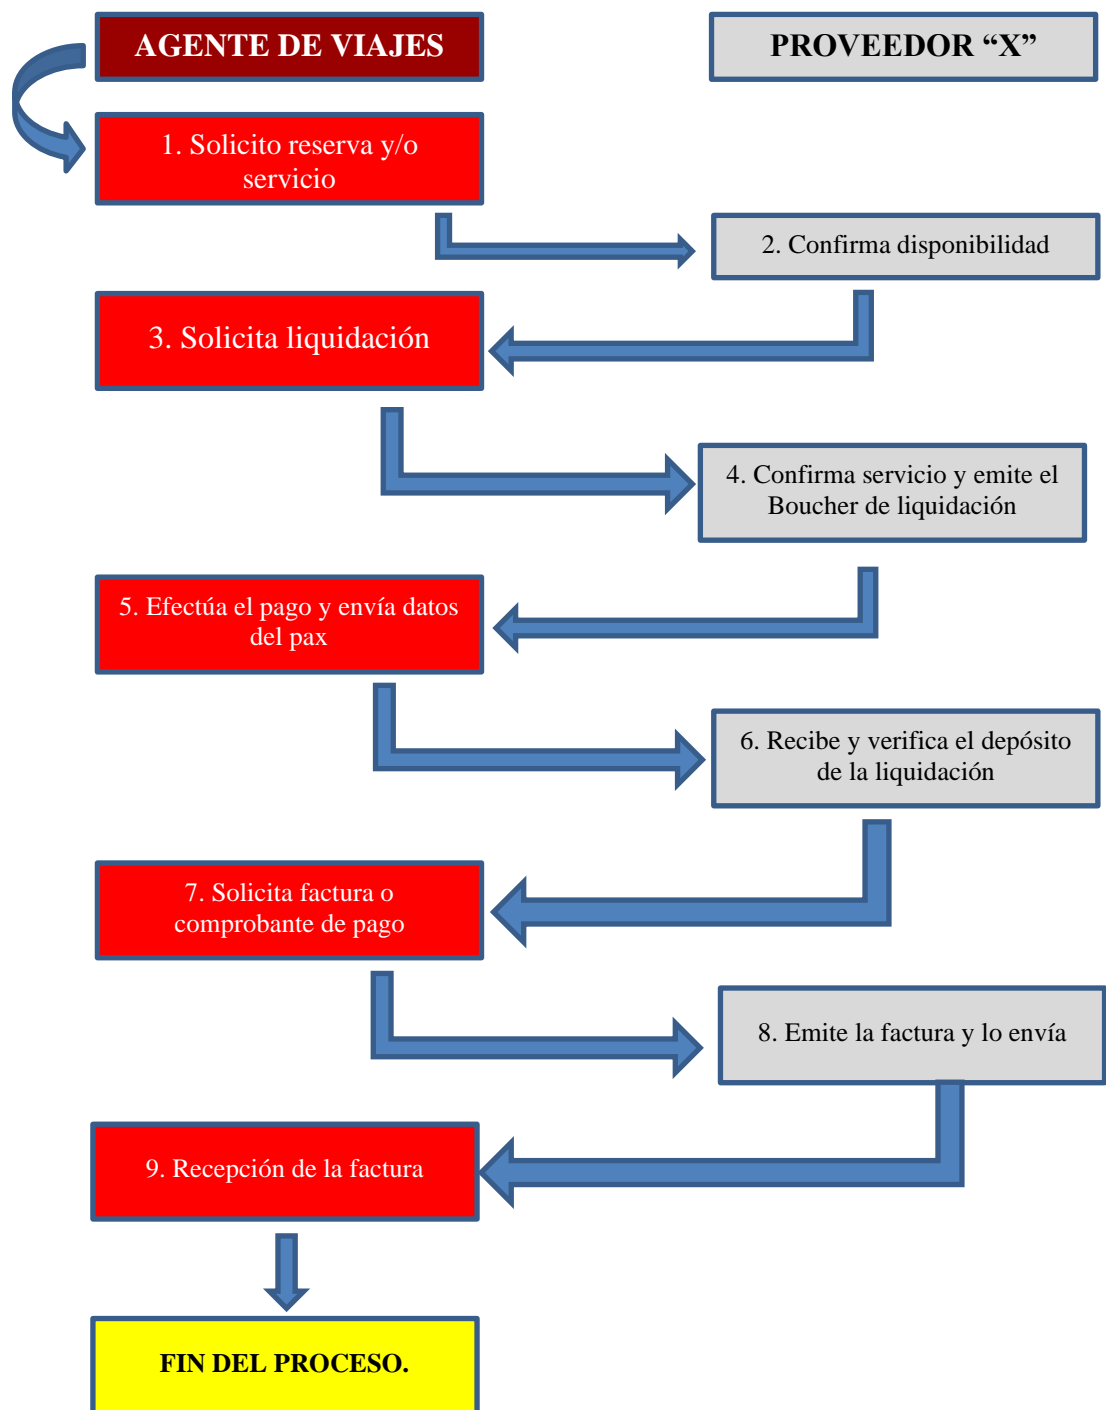 AGENTE DE VIAJES
PROVEEDOR “X”
1. Solicito reserva y/o
servicio
2. Confirma disponibilidad
3. Solicita liquidación
4. Confirma servicio y emite el
Boucher de liquidación
5. Efectúa el pago y envía datos
del pax
6. Recibe y verifica el depósito
de la liquidación
7. Solicita factura o
comprobante de pago
8. Emite la factura y lo envía
9. Recepción de la factura
FIN DEL PROCESO.